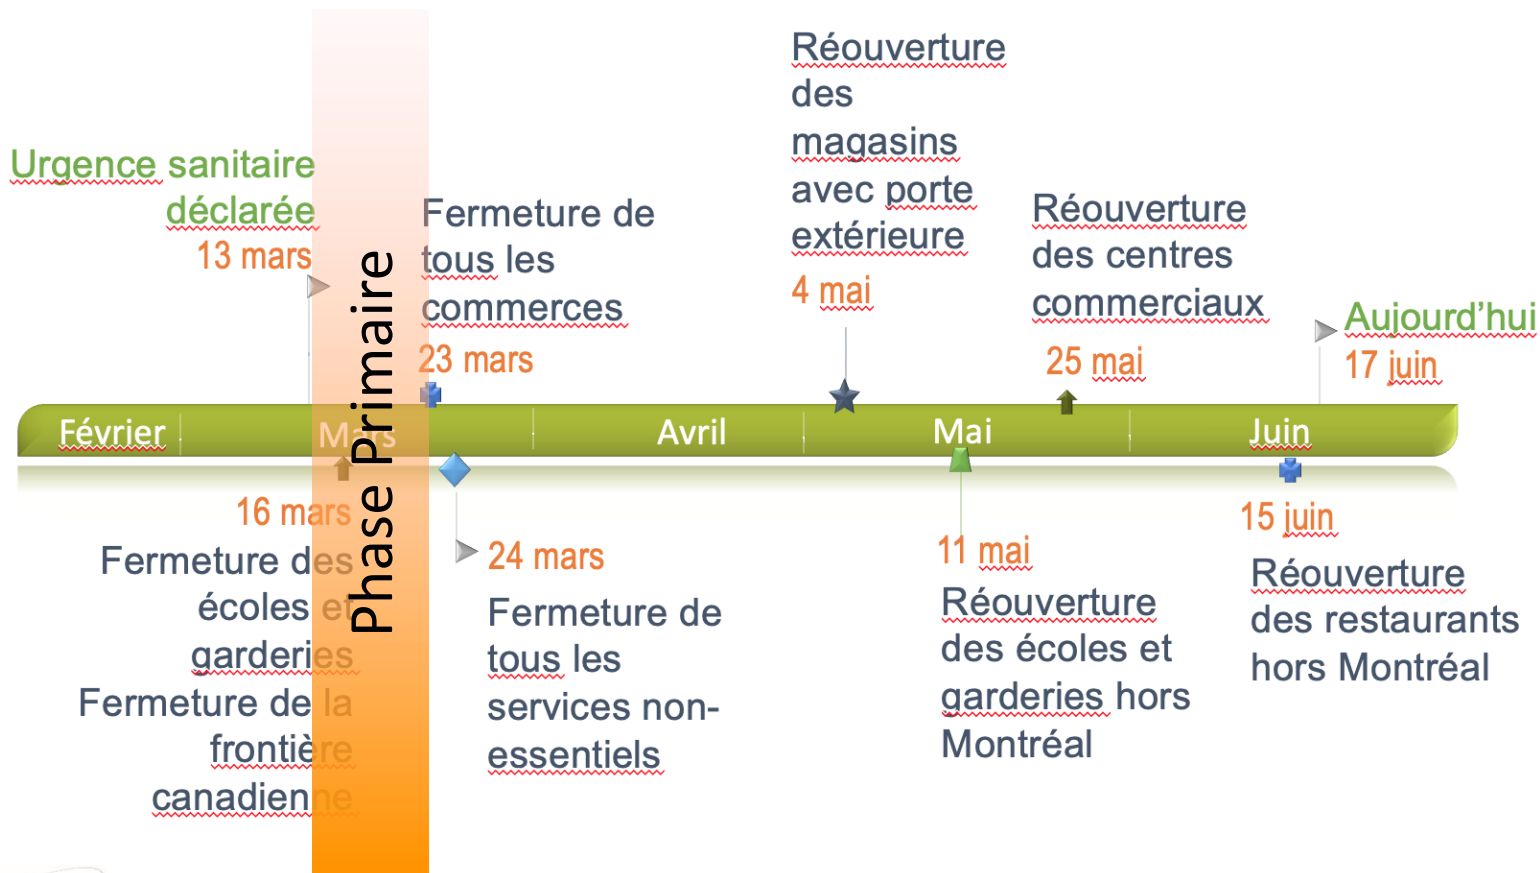 Urgence sanitaire
déclarée
13 mars
Fermeture de
tous les
commerces
23 mars
Réouverture
des
magasins
avec porte
extérieure
4 mai
Réouverture
des centres
commerciaux
25 mai
Aujourd'hui
17 juin
Février
Mars
Avril
Mai
Juin
Phase Primaire
16 mars
Fermeture des
écoles et
garderies
Fermeture de la
frontière
canadienne
24 mars
Fermeture de
tous les
services non-
essentiels
11 mai
Réouverture
des écoles et
garderies hors
Montréal
15 juin
Réouverture
des restaurants
hors Montréal